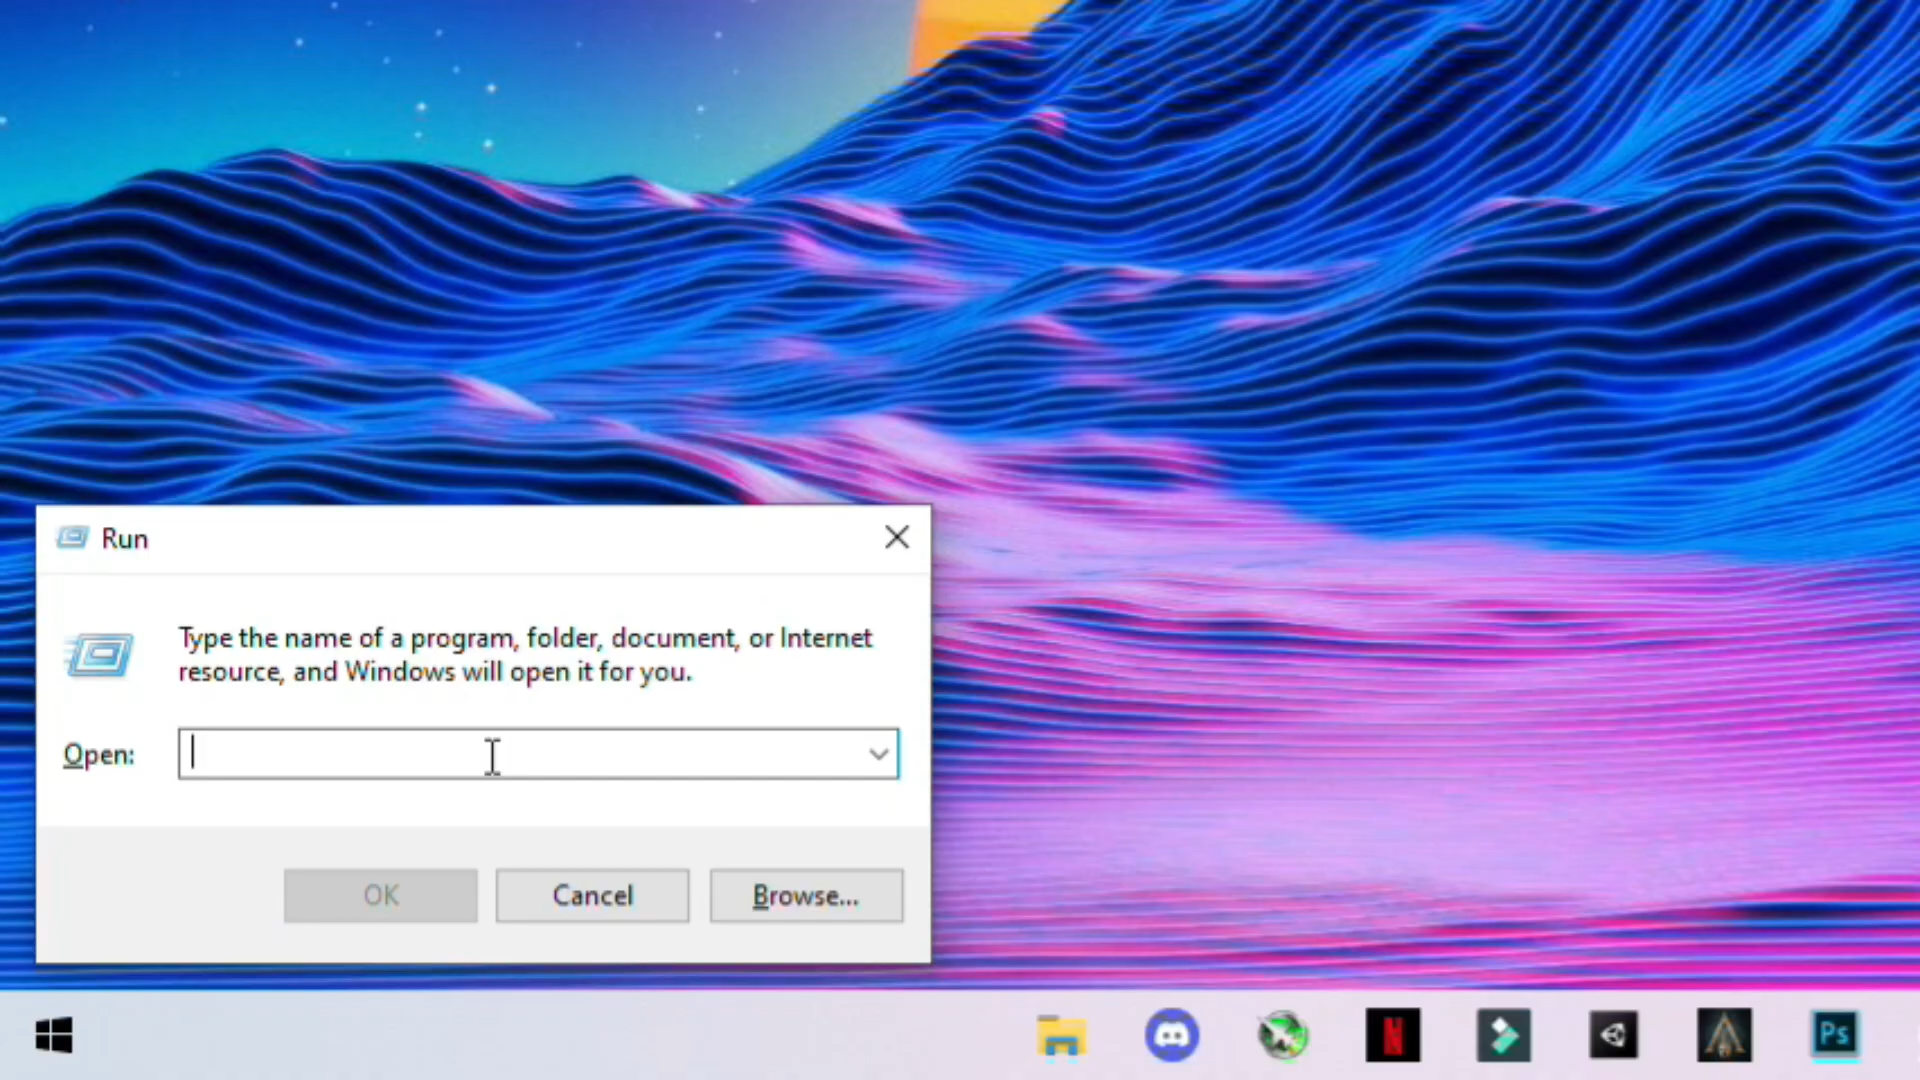 Run
Type the name of a program, folder, document, or Internet
resource, and Windows will open it for you.
Open:
OK
Cancel
Browse...
N
Ps